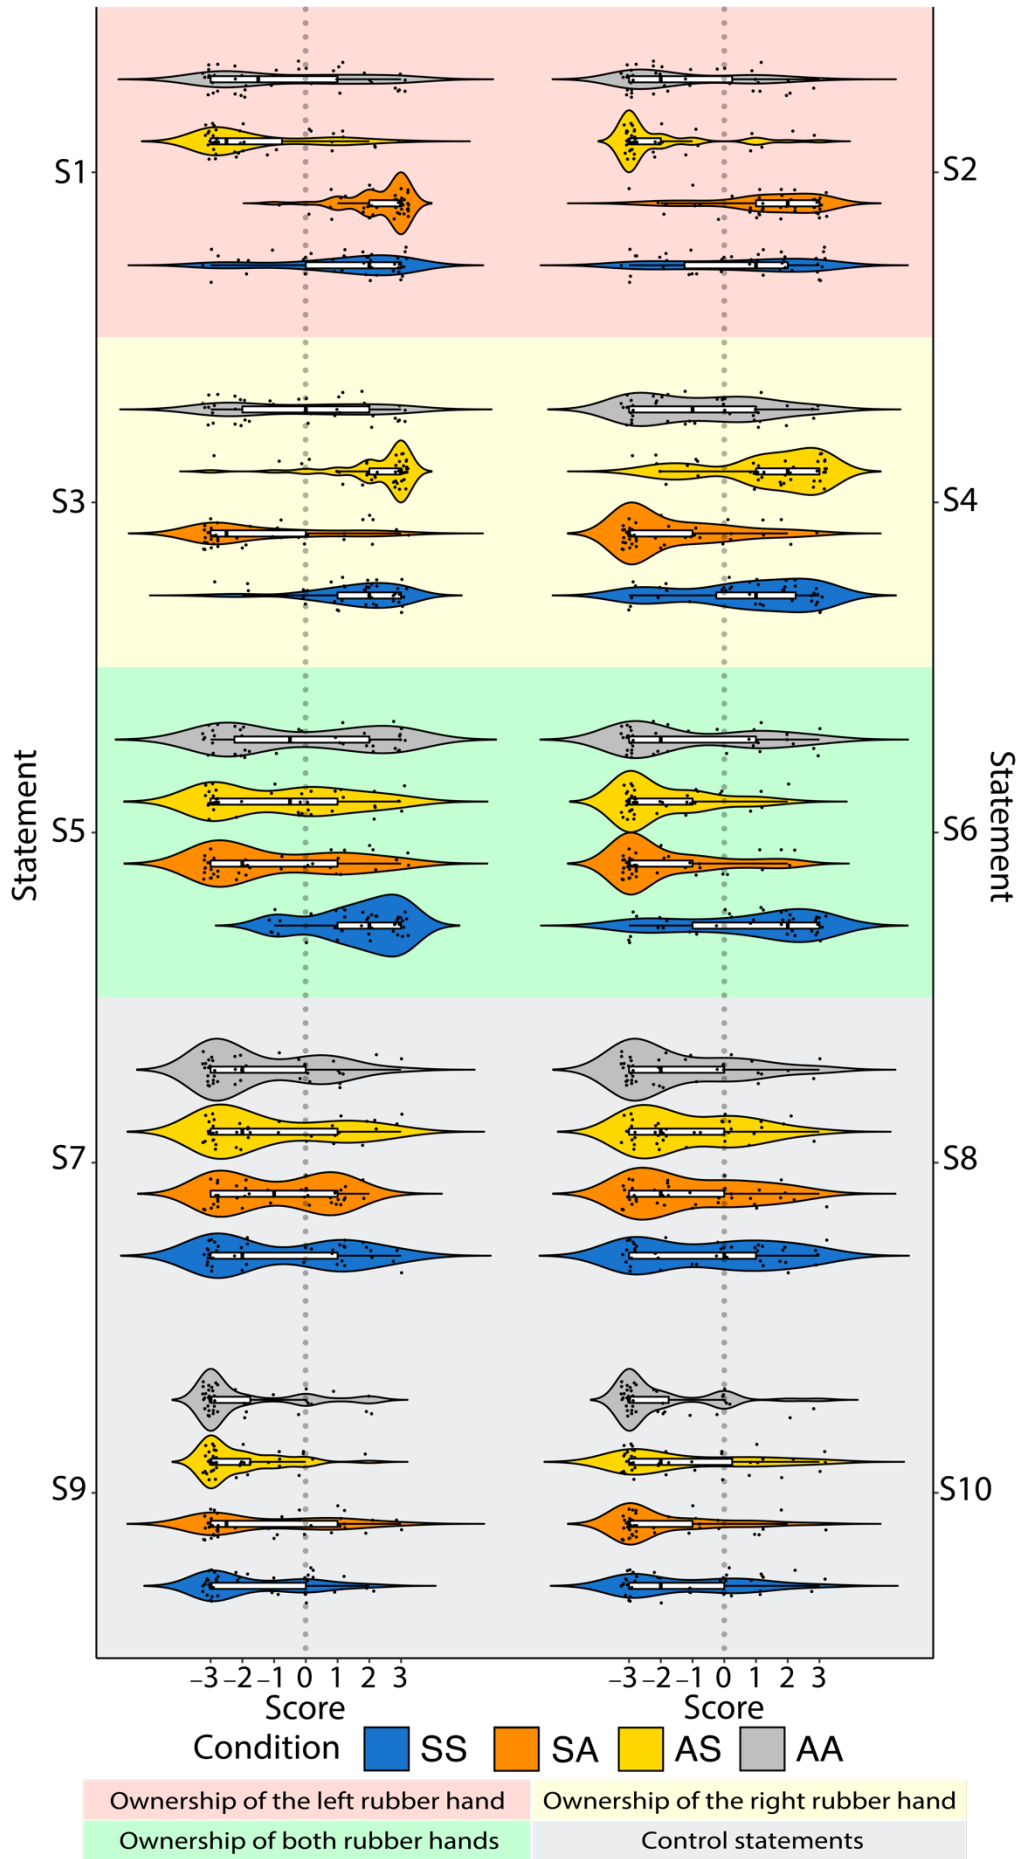 S1
S2
S3
S4
Statement
Statement
S5
S6
S7
S8
S9
S10
–3 –2 –1 0 1 2 3
–3 –2 –1 0 1 2 3
Score
Score
Condition SS SA AS AA
Ownership of the left rubber hand
Ownership of the right rubber hand
Ownership of both rubber hands
Control statements